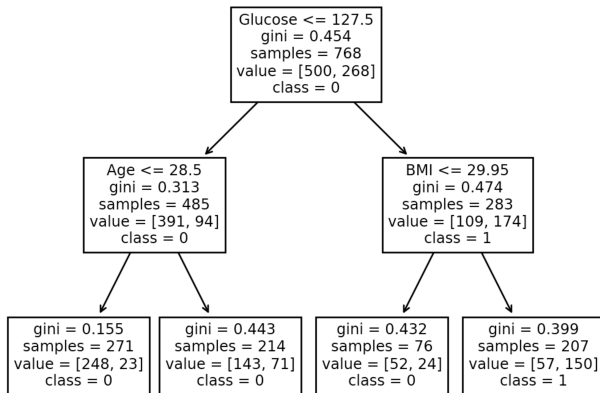 Glucose <= 127.5
gini = 0.454
samples = 768
value = [500, 268]
class = 0
Age <= 28.5
gini = 0.313
samples = 485
value = [391, 94]
class = 0
BMI <= 29.95
gini = 0.474
samples = 283
value = [109, 174]
class = 1
gini = 0.155
samples = 271
value = [248, 23]
class = 0
gini = 0.443
samples = 214
value = [143, 71]
class = 0
gini = 0.432
samples = 76
value = [52, 24]
class = 0
gini = 0.399
samples = 207
value = [57, 150]
class = 1